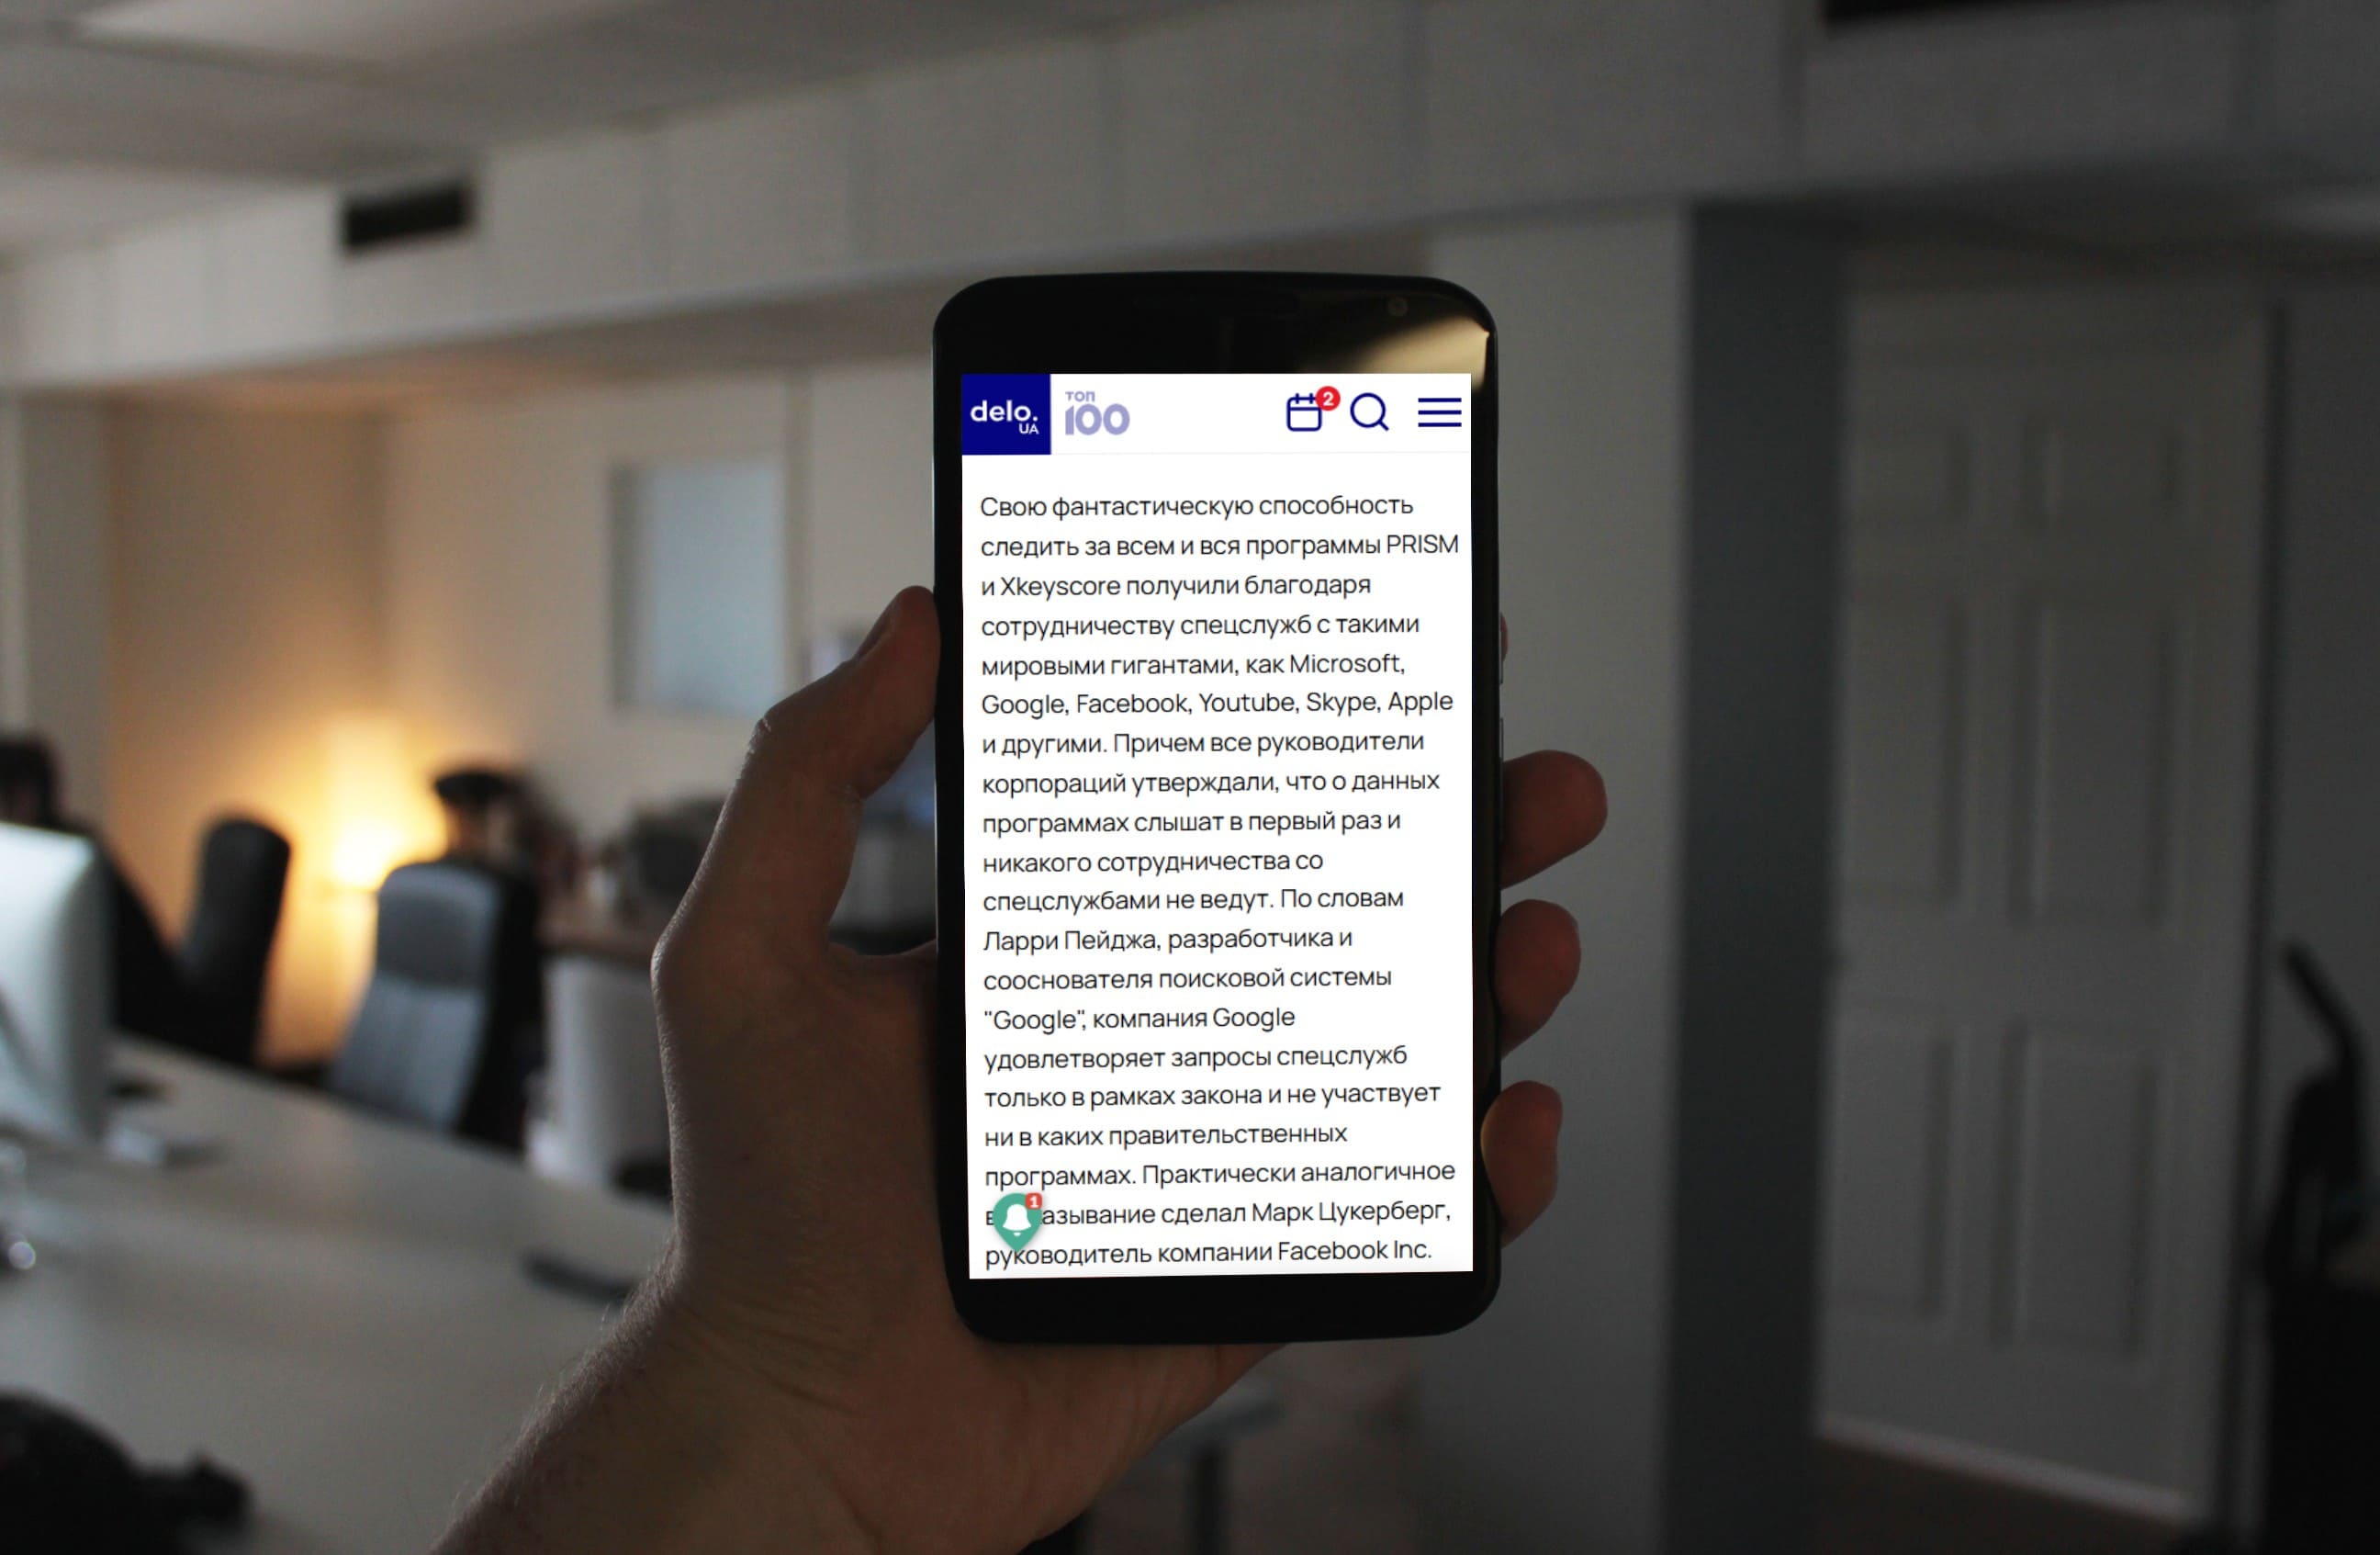 delo.
UA
ТОП
100
2
Свою фантастическую способность
следить за всем и вся программы PRISM
и Xkeyscore получили благодаря
сотрудничеству спецслужб с такими
мировыми гигантами, как Microsoft,
Google, Facebook, Youtube, Skype, Apple
и другими. Причем все руководители
корпораций утверждали, что о данных
программах слышат в первый раз и
никакого сотрудничества со
спецслужбами не ведут. По словам
Ларри Пейджа, разработчика и
сооснователя поисковой системы
"Google", компания Google
удовлетворяет запросы спецслужб
только в рамках закона и не участвует
ни в каких правительственных
программах. Практически аналогичное
1
сделал Марк Цукерберг,
руководитель компании Facebook Inc.